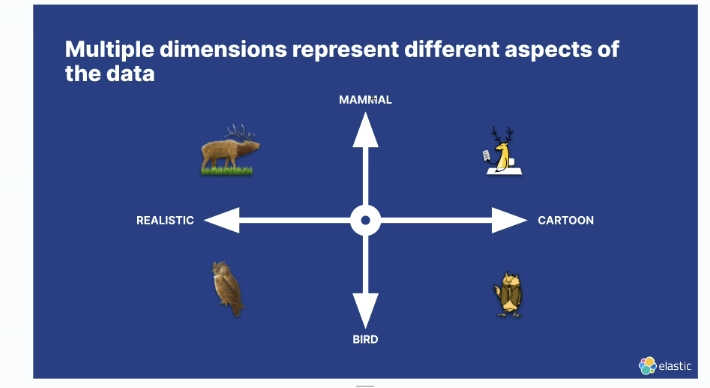 Multiple dimensions represent different aspects of
the data
MAMMAL
REALISTIC
CARTOON
BIRD
elastic